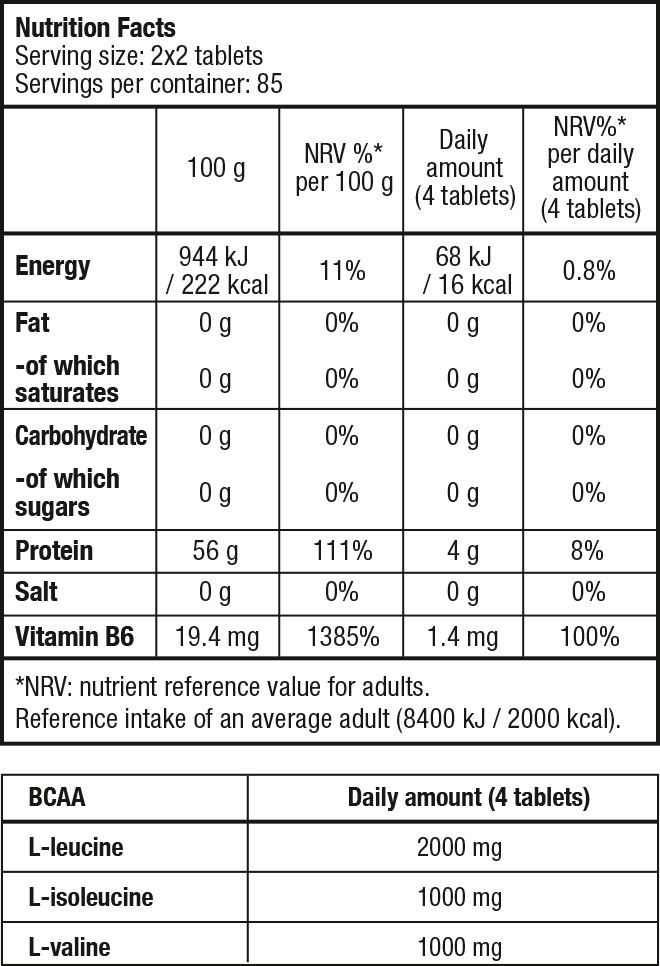 Nutrition Facts
Serving size: 2x2 tablets
Servings per container: 85
100 g
NRV %*
per 100 g
Daily
amount
(4 tablets)
NRV%*
per daily
amount
(4 tablets)
Energy
944 kJ
/ 222 kcal
11%
68 kJ
/ 16 kcal
0.8%
Fat
0 g
0%
0 g
0%
-of which
saturates
0 g
0%
0 g
0%
Carbohydrate
0 g
0%
0 g
0%
-of which
sugars
0 g
0%
0 g
0%
Protein
56 g
111%
4 g
8%
Salt
0 g
0%
0 g
0%
Vitamin B6
19.4 mg
1385%
1.4 mg
100%
*NRV: nutrient reference value for adults.
Reference intake of an average adult (8400 kJ / 2000 kcal).
BCAA
Daily amount (4 tablets)
L-leucine
2000 mg
L-isoleucine
1000 mg
L-valine
1000 mg